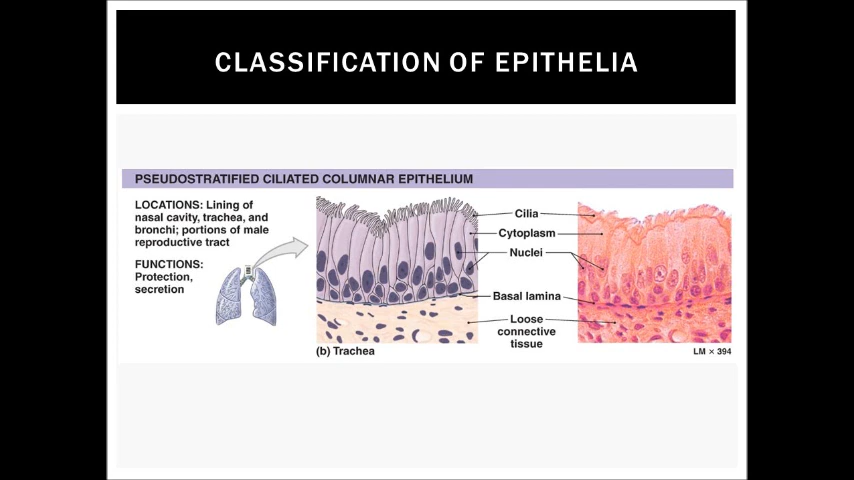 CLASSIFICATION OF EPITHELIA
PSEUDOSTRATIFIED CILIATED COLUMNAR EPITHELIUM
LOCATIONS: Lining of
nasal cavity, trachea, and
bronchi; portions of male
reproductive tract
FUNCTIONS:
Protection,
secretion
Cilia
Cytoplasm
Nuclei
Basal lamina
Loose
connective
tissue
(b) Trachea
LM × 394